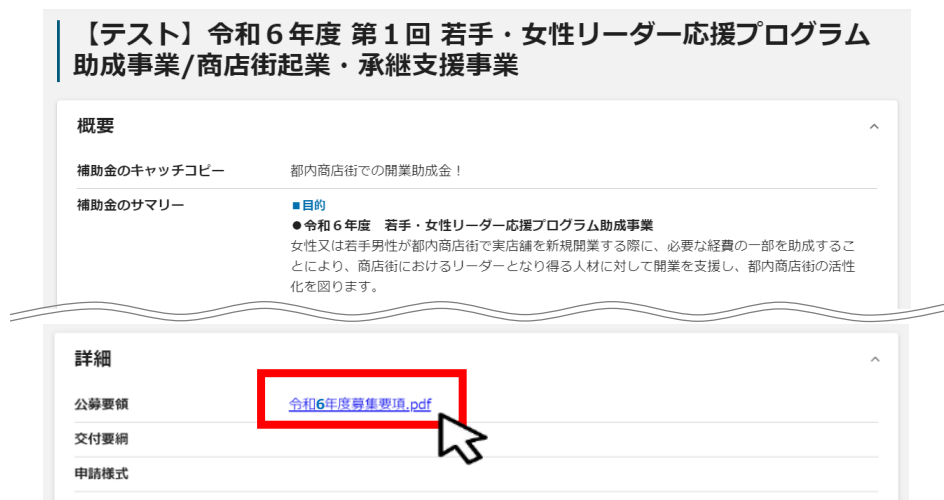 【テスト】令和６年度 第１回 若手・女性リーダー応援プログラム
助成事業/商店街起業・承継支援事業
概要
補助金のキャッチコピー 都内商店街での開業助成金！
補助金のサマリー ■目的
●令和６年度　若手・女性リーダー応援プログラム助成事業
女性又は若手男性が都内商店街で実店舗を新規開業する際に、必要な経費の一部を助成するこ
とにより、商店街におけるリーダーとなり得る人材に対して開業を支援し、都内商店街の活性
化を図ります。
詳細
公募要領 令和6年度募集要項.pdf
交付要綱
申請様式